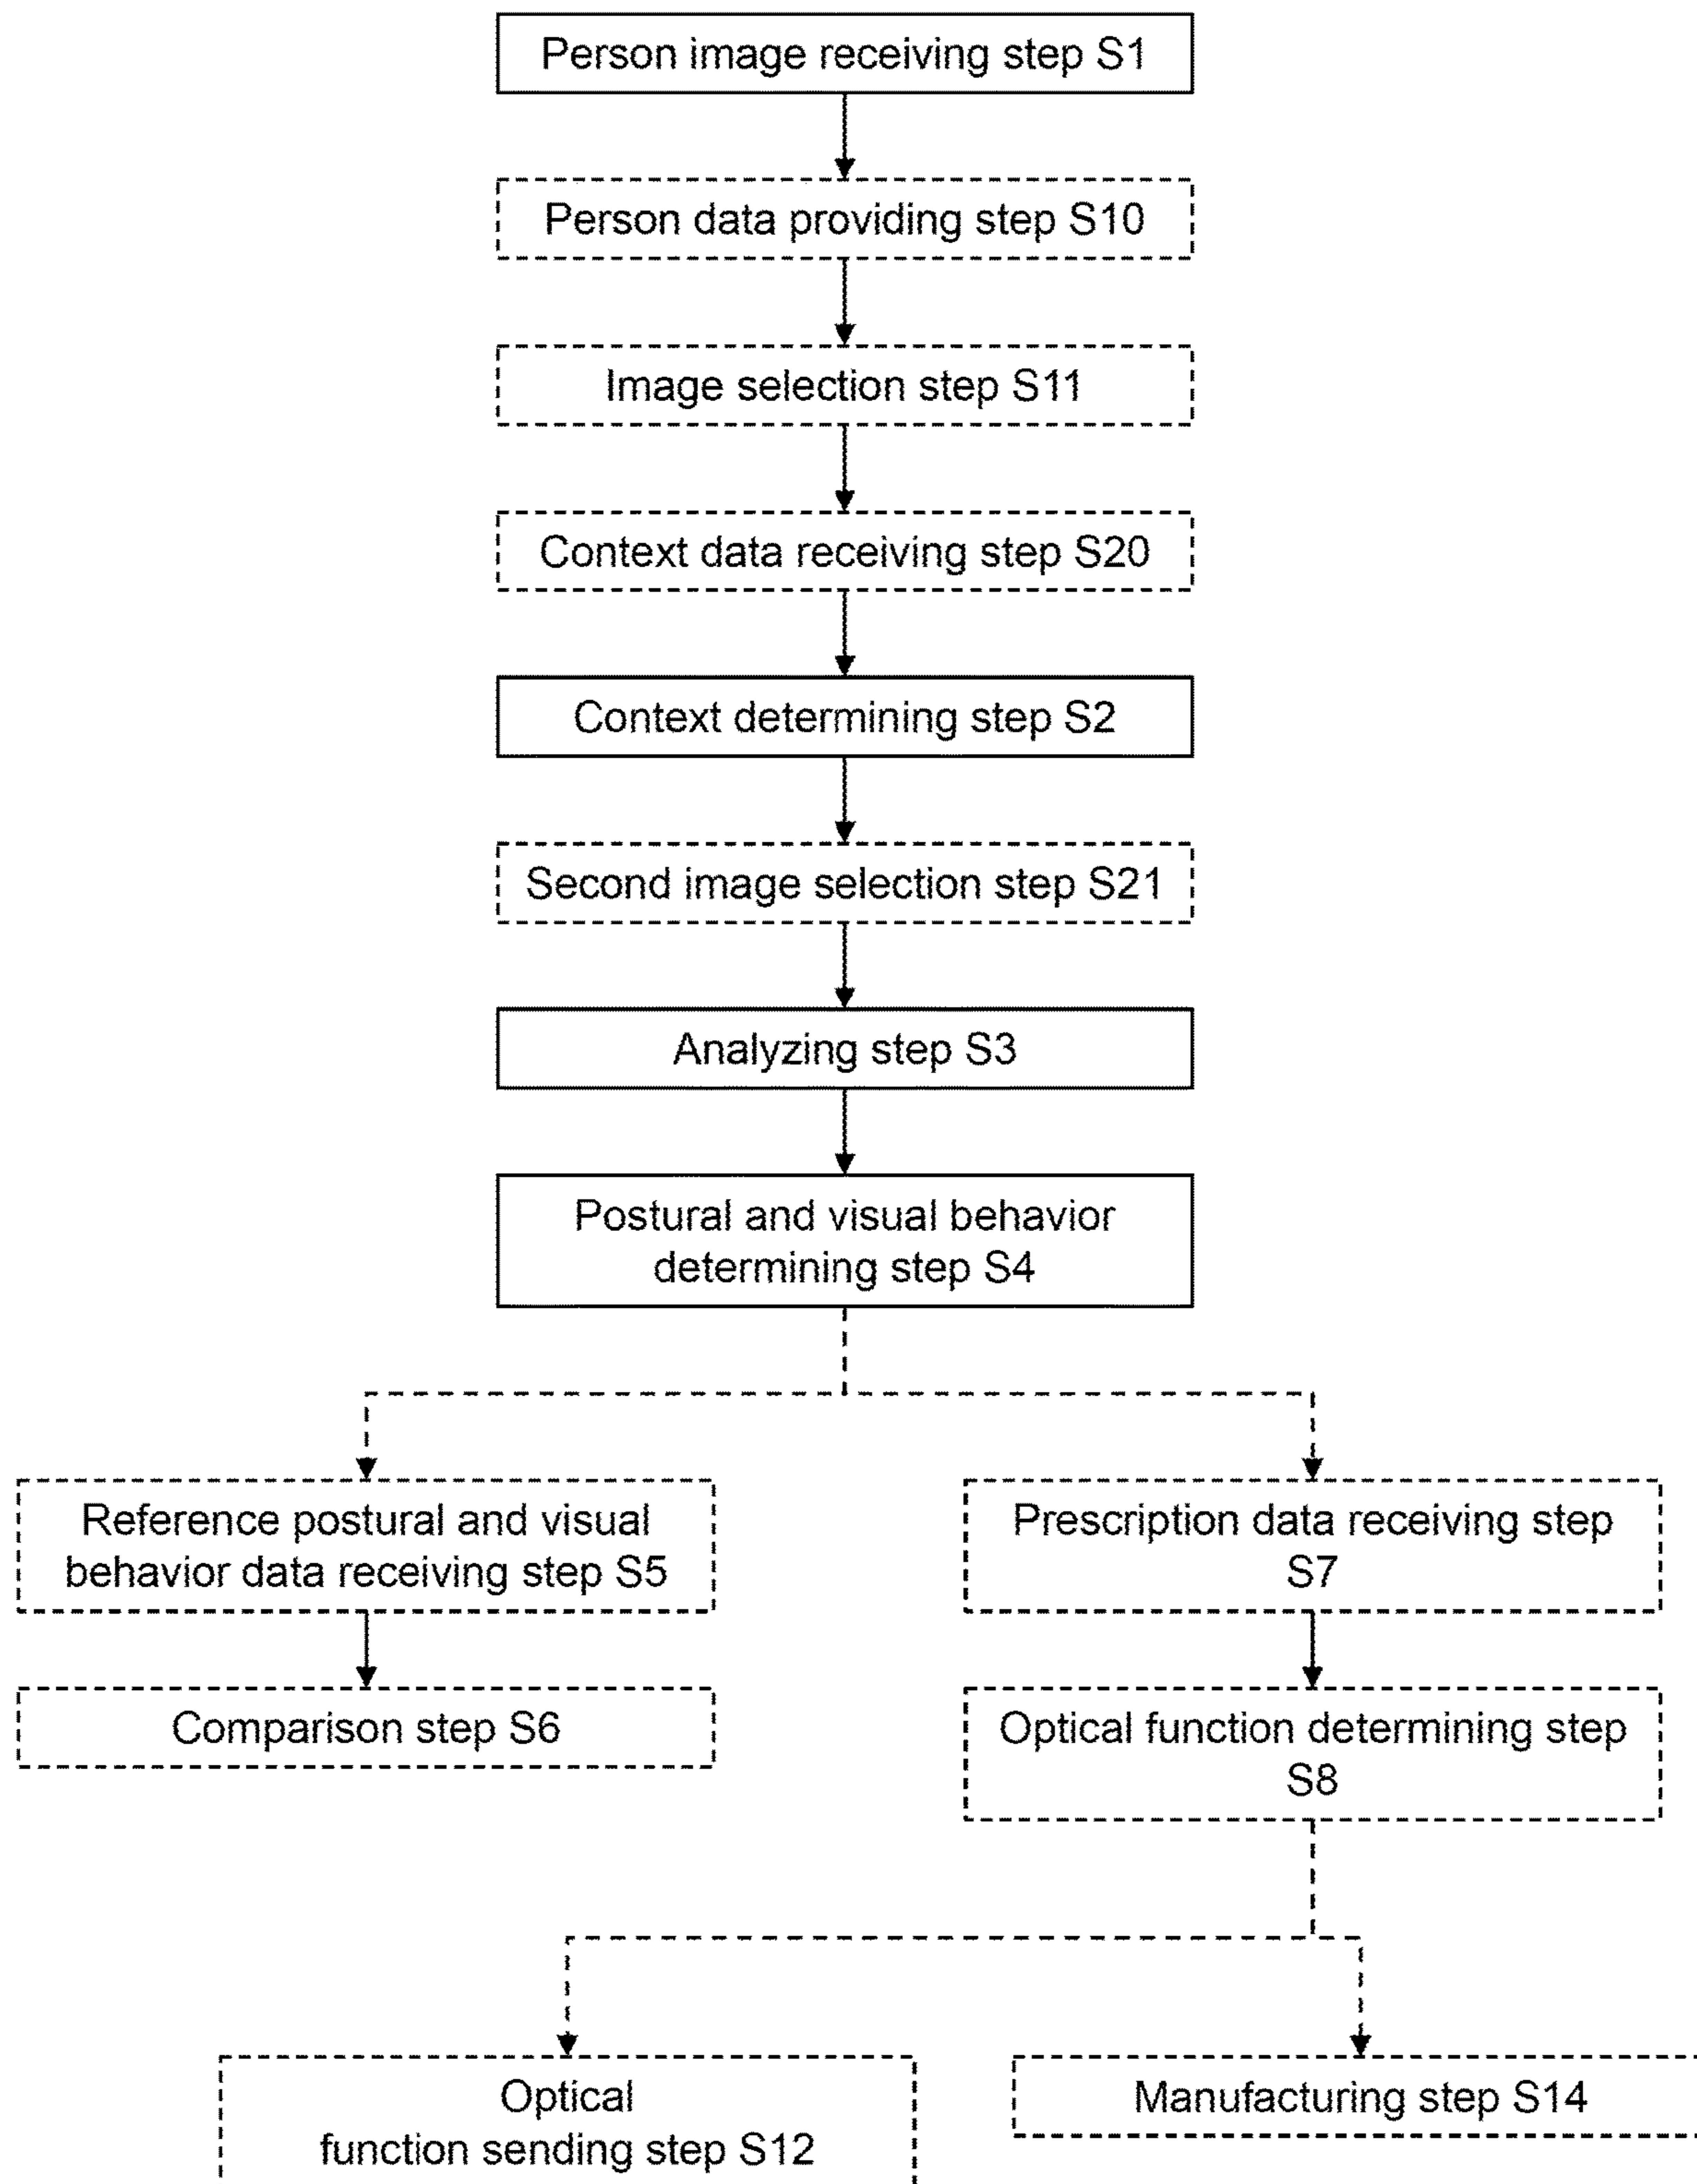 Person image receiving step S1
Person data providing step S10
Image selection step S11
Context data receiving step S20
Context determining step S2
Second image selection step S21
Analyzing step S3
Postural and visual behavior
determining step S4
Reference postural and visual
behavior data receiving step S5
Prescription data receiving step
S7
Comparison step S6
Optical function determining step
S8
Optical
function sending step S12
Manufacturing step S14